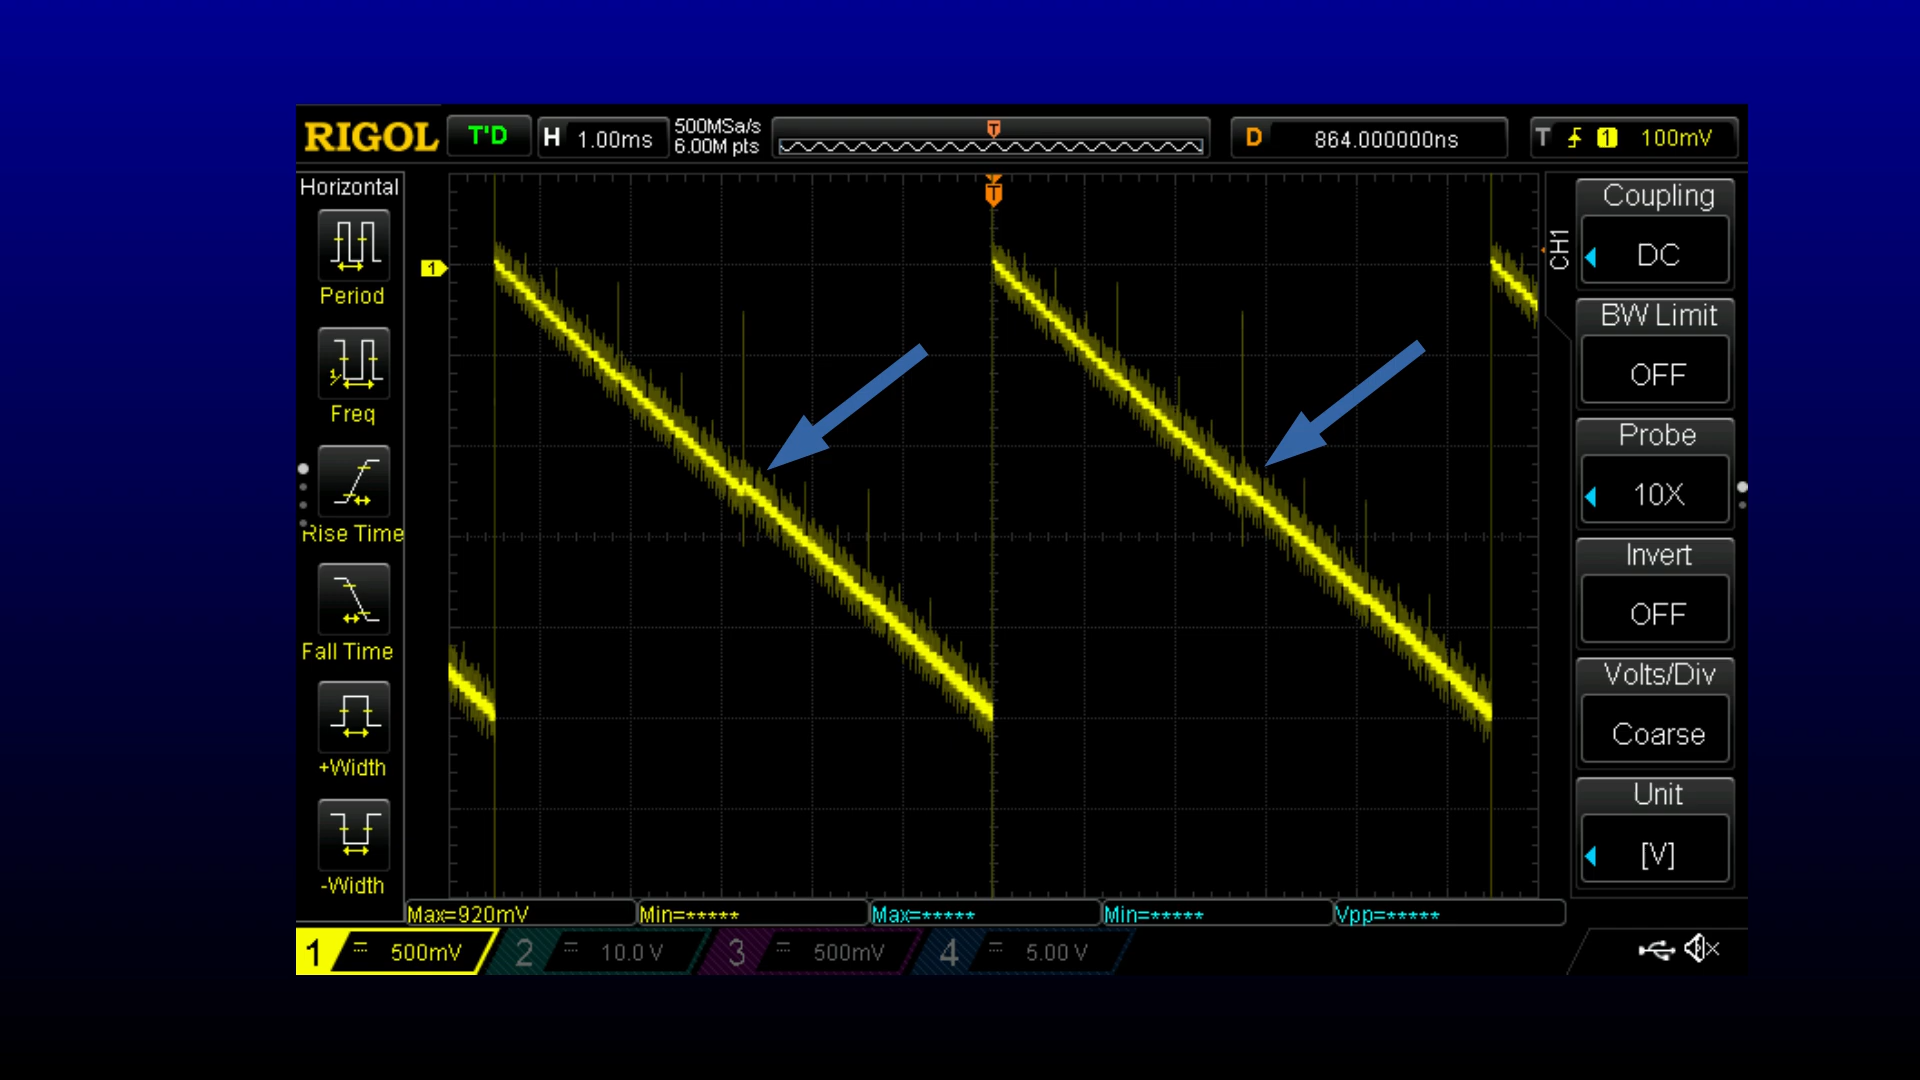 RIGOL T'D H 1.00ms 500MSa/s 6.00M pts T D 864.000000ns T 1 100mV
Horizontal
Period
1/
Freq
Rise Time
Fall Time
+Width
-Width
T
1
CH1
Coupling
DC
BW Limit
OFF
Probe
10X
Invert
OFF
Volts/Div
Coarse
Unit
[V]
Max=920mV Min=***** Max=***** Min=***** Vpp=*****
1 500mV 2 10.0 V 3 500mV 4 5.00 V